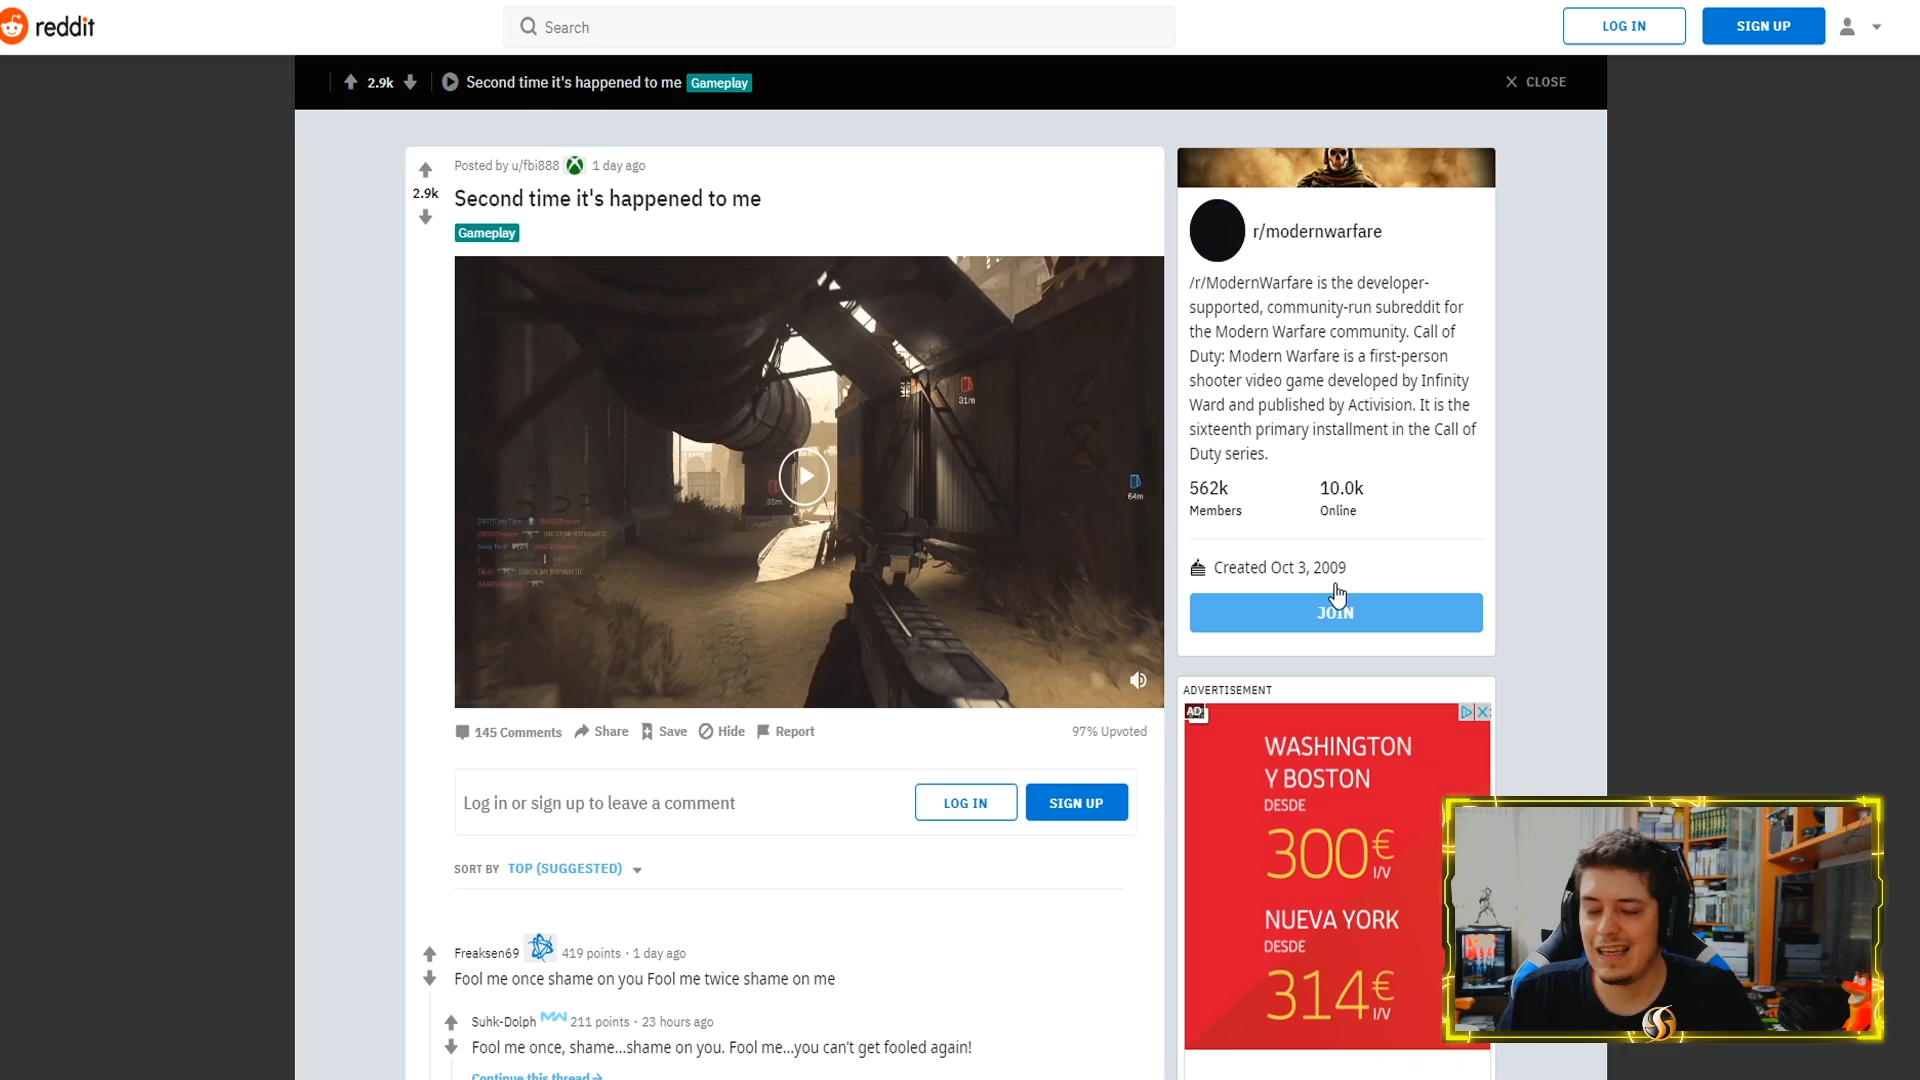 reddit
Search
LOG IN
SIGN UP
2.9k
Second time it's happened to me Gameplay
CLOSE
Posted by u/fbi888 1 day ago
2.9k
Second time it's happened to me
Gameplay
31m
35m
64m
145 Comments Share Save Hide Report
97% Upvoted
Log in or sign up to leave a comment
LOG IN
SIGN UP
SORT BY TOP (SUGGESTED)
Freaksen69 419 points · 1 day ago
Fool me once shame on you Fool me twice shame on me
Suhk-Dolph MW 211 points · 23 hours ago
Fool me once, shame...shame on you. Fool me...you can't get fooled again!
Continue this thread→
r/modernwarfare
/r/ModernWarfare is the developer-
supported, community-run subreddit for
the Modern Warfare community. Call of
Duty: Modern Warfare is a first-person
shooter video game developed by Infinity
Ward and published by Activision. It is the
sixteenth primary installment in the Call of
Duty series.
562k
Members
10.0k
Online
Created Oct 3, 2009
JOIN
ADVERTISEMENT
AD
WASHINGTON
Y BOSTON
DESDE
300€
I/V
NUEVA YORK
DESDE
314€
I/V